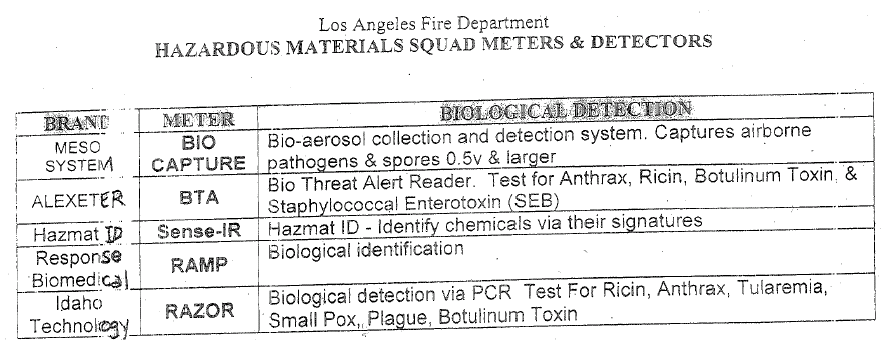 Los Angeles Fire Department
HAZARDOUS MATERIALS SQUAD METERS & DETECTORS
BRAND METER BIOLOGICAL DETECTION
MESO SYSTEM BIO CAPTURE Bio-aerosol collection and detection system. Captures airborne
pathogens & spores 0.5v & larger
ALEXETER BTA Bio Threat Alert Reader. Test for Anthrax, Ricin, Botulinum Toxin, &
Staphylococcal Enterotoxin (SEB)
Hazmat ID Sense-IR Hazmat ID - Identify chemicals via their signatures
Response Biomedical RAMP Biological identification
Idaho Technology RAZOR Biological detection via PCR Test For Ricin, Anthrax, Tularemia,
Small Pox, Plague, Botulinum Toxin